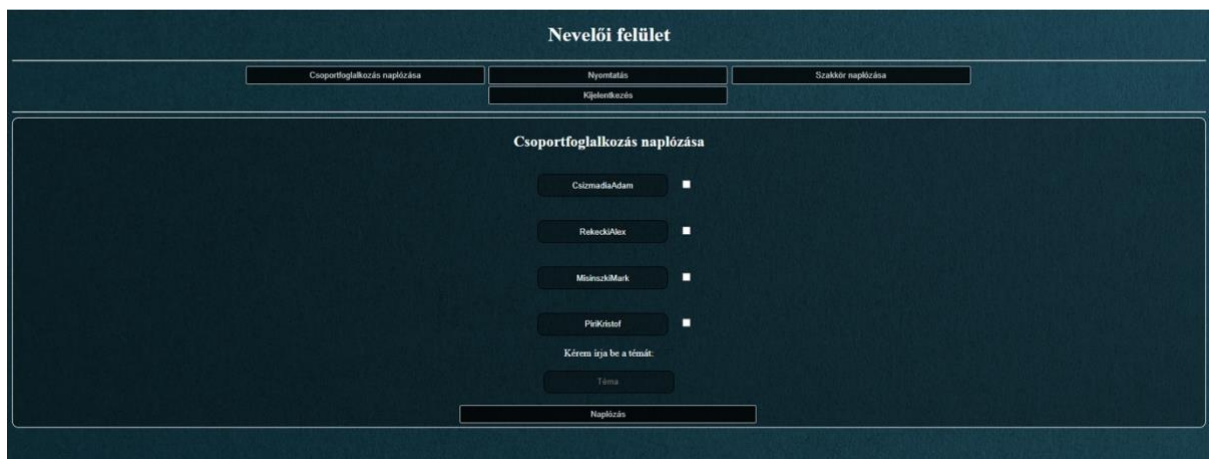 Nevelői felület
Csoportfoglalkozás naplózása Nyomtatás Szakkör naplózása
Kijelentkezés
Csoportfoglalkozás naplózása
CsizmadiaAdam
RekeckiAlex
MisinszkiMark
PiriKristof
Kérem írja be a témát:
Téma
Naplózás